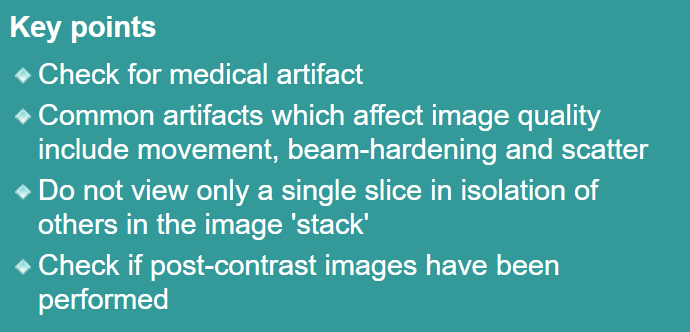 Key points
Check for medical artifact
Common artifacts which affect image quality
include movement, beam-hardening and scatter
Do not view only a single slice in isolation of
others in the image 'stack'
Check if post-contrast images have been
performed